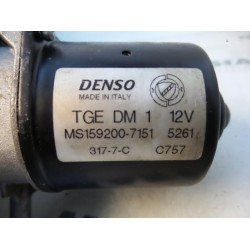 DENSO
MADE IN ITALY
TGE DM 1 12V
MS159200-7151 5261
317-7-C C757